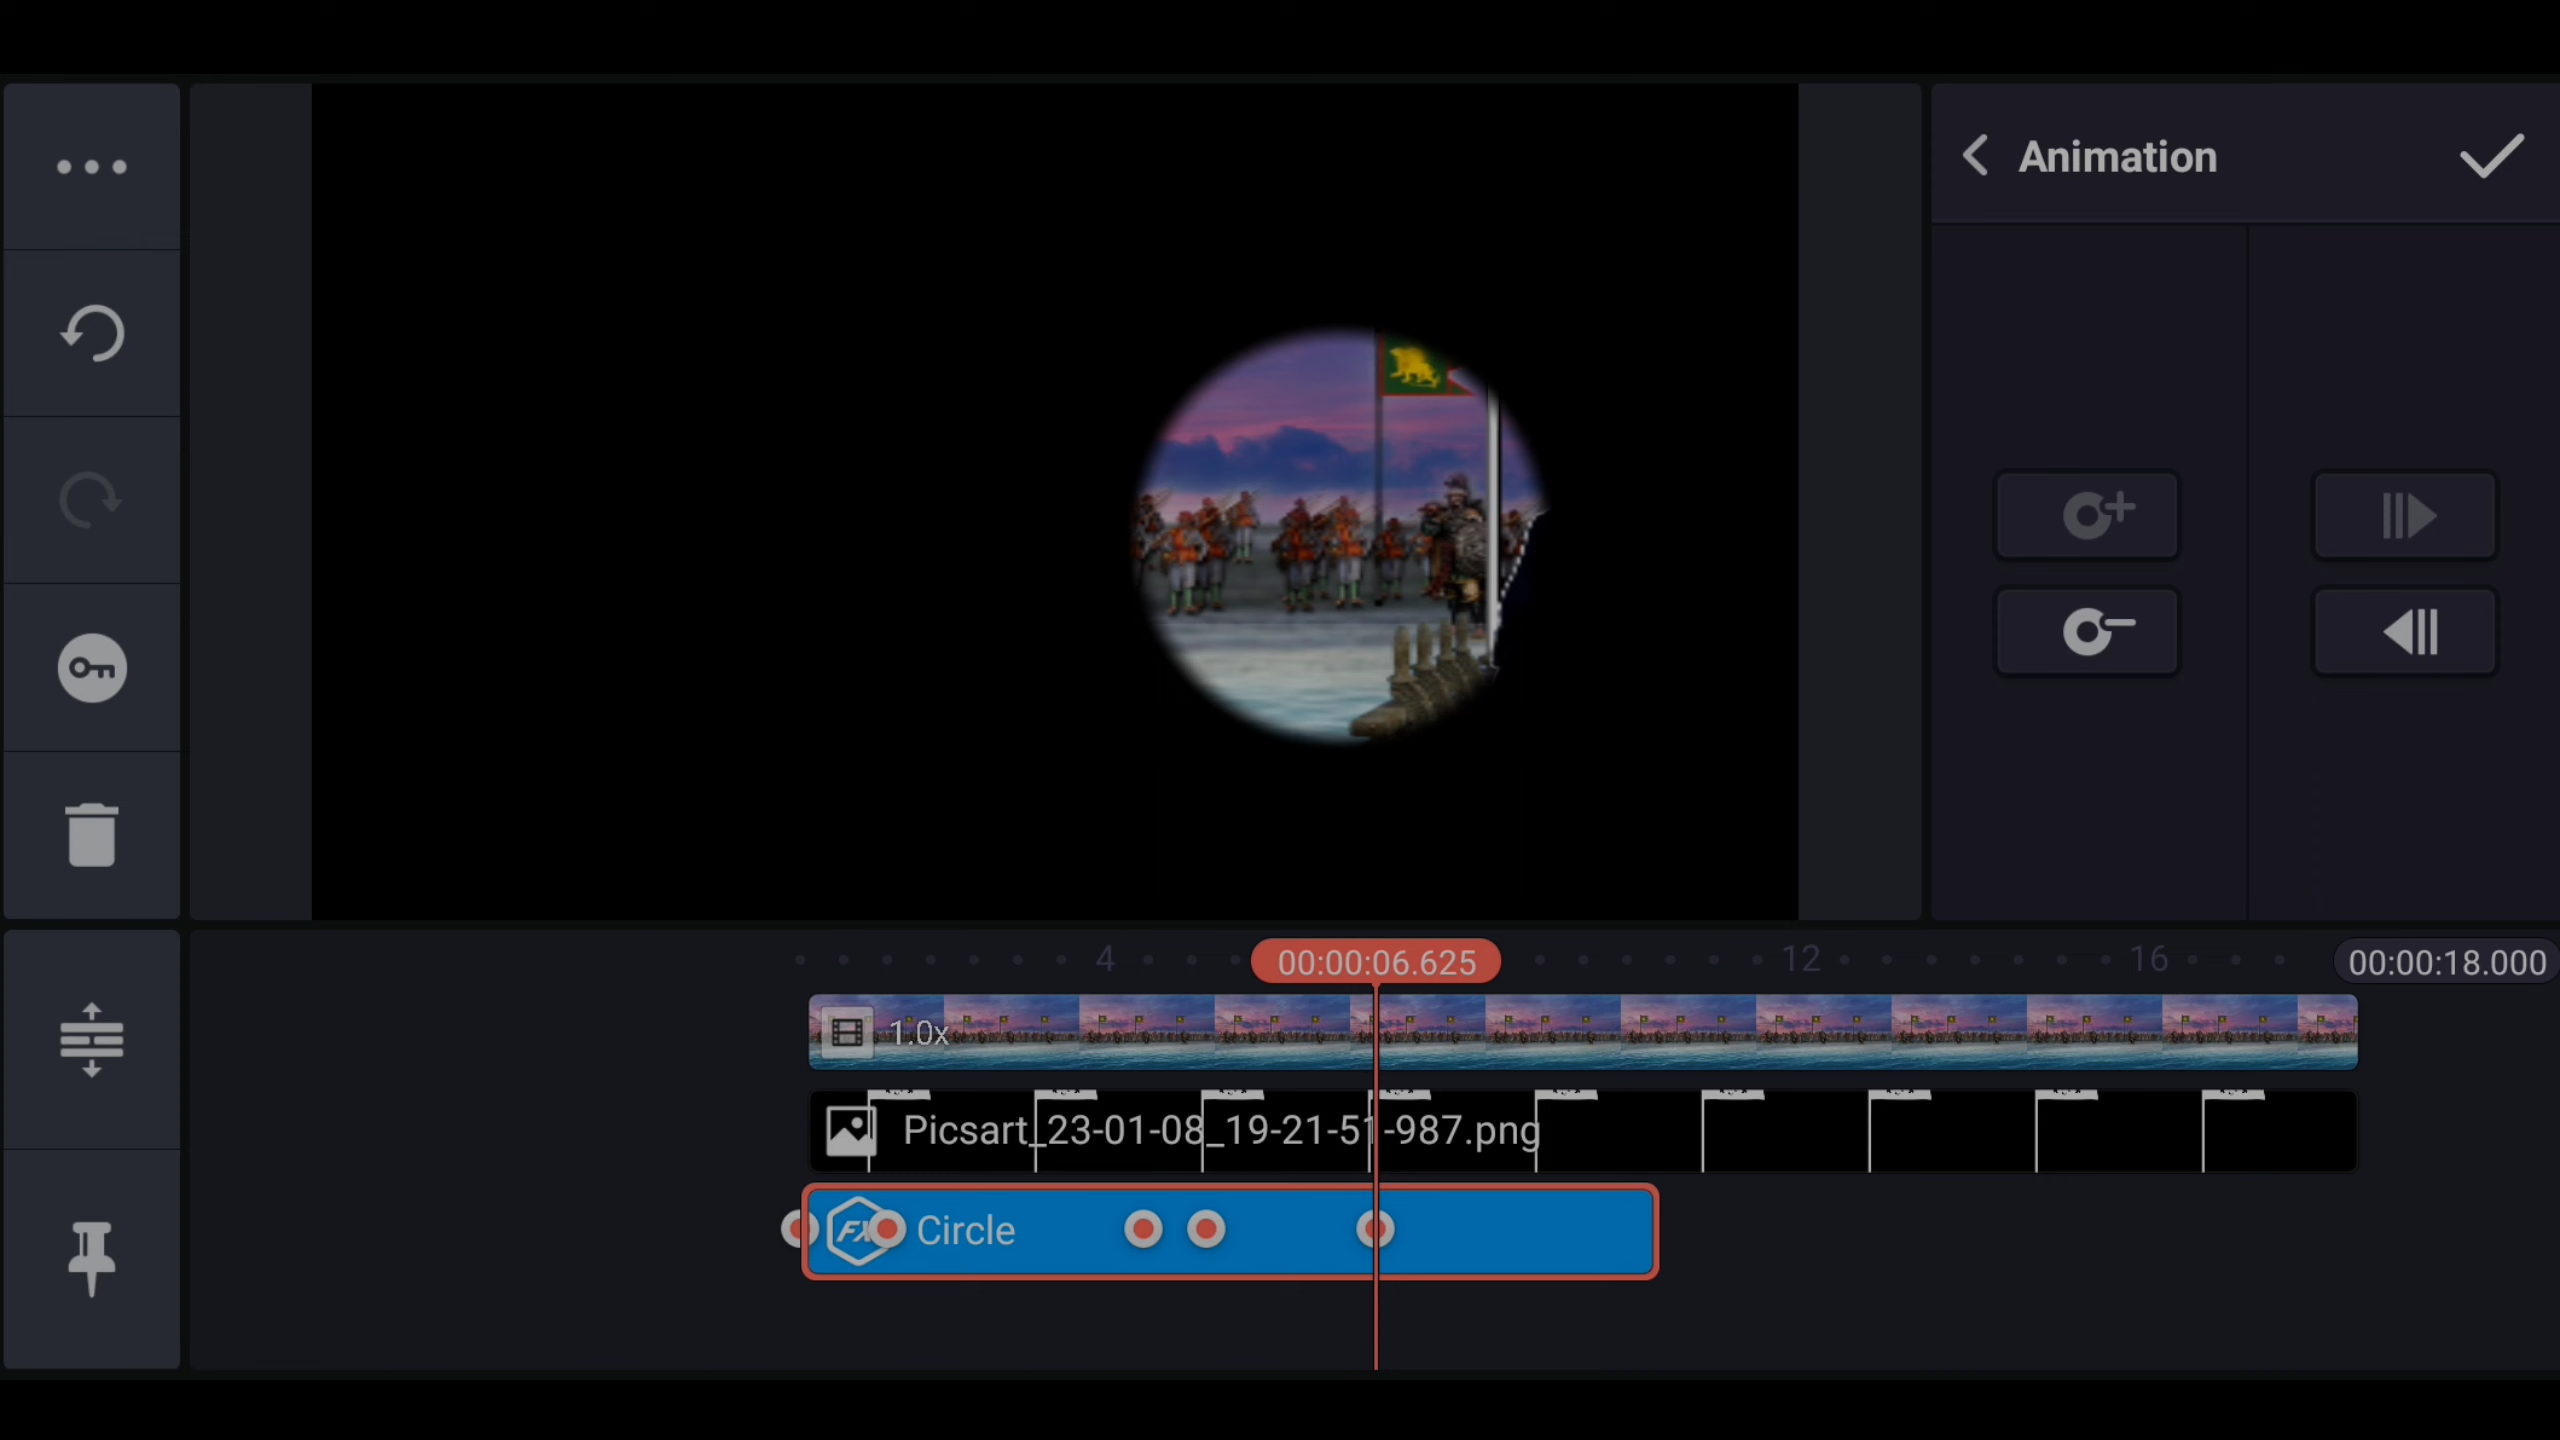 Animation
4
00:00:06.625
12
16
00:00:18.000
1.0x
Picsart_23-01-08_19-21-51-987.png
FX
Circle